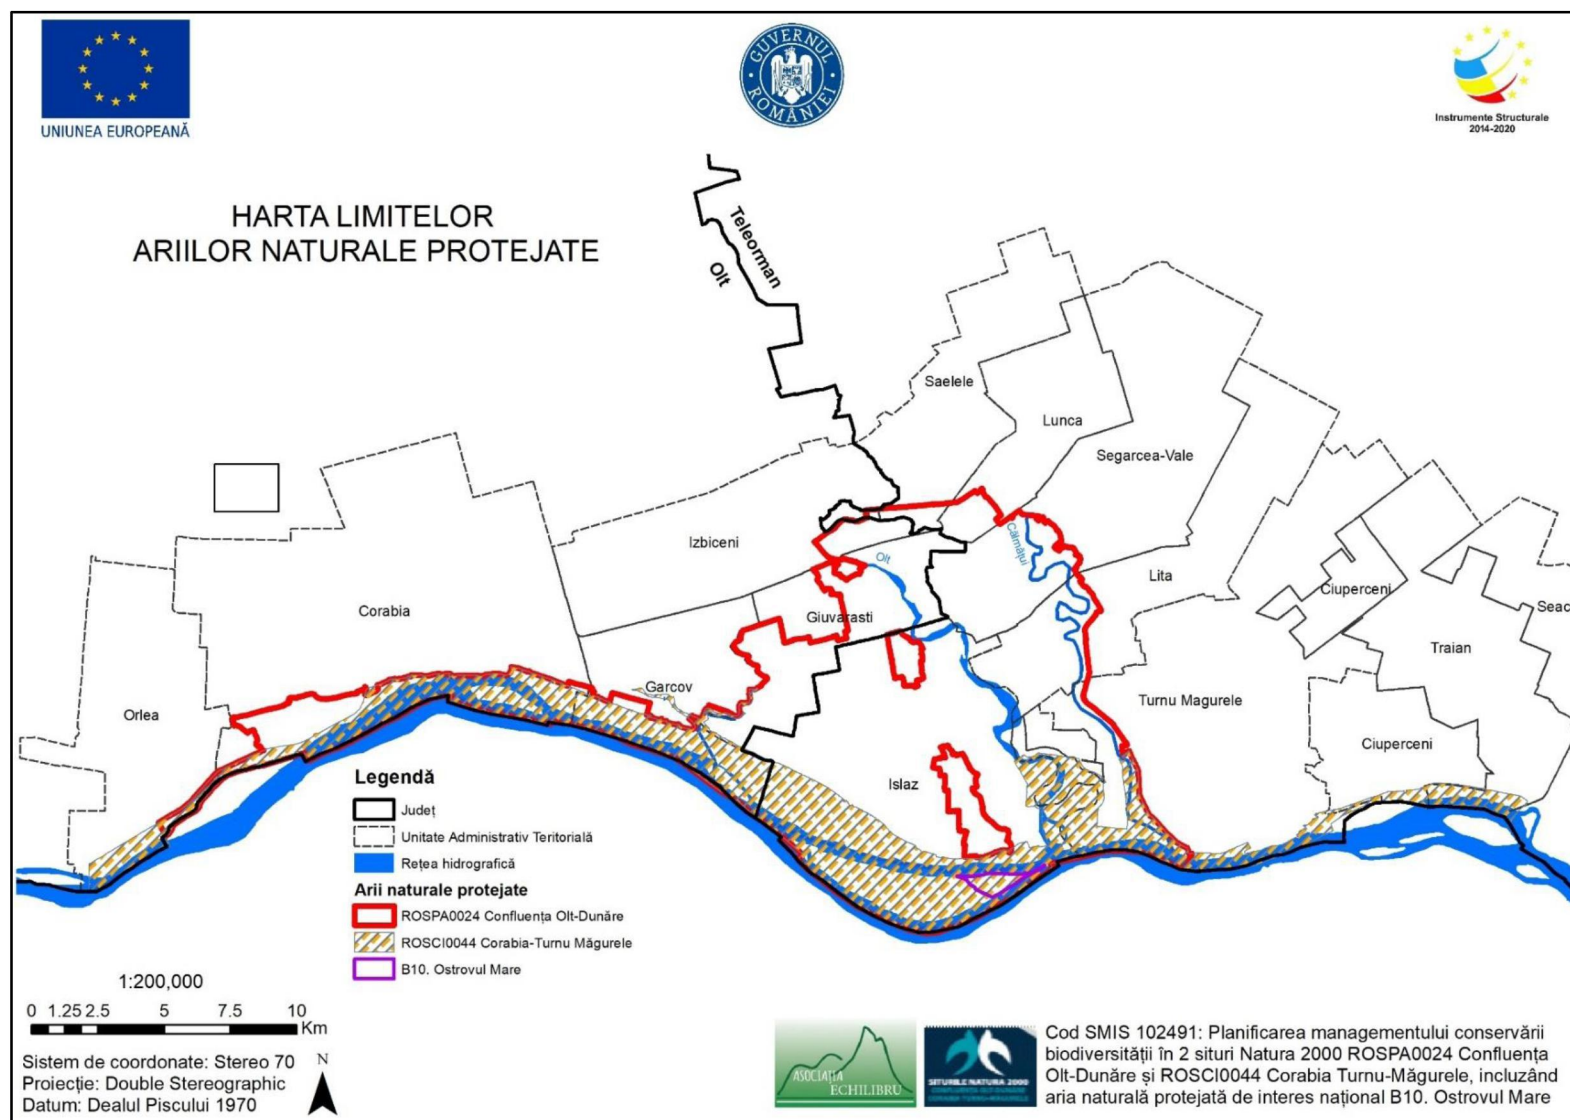 UNIUNEA EUROPEANĂ
GUVERNUL
ROMÂNIEI
Instrumente Structurale
2014-2020
HARTA LIMITELOR
ARIILOR NATURALE PROTEJATE
Teleorman
Olt
Saelele
Lunca
Segarcea-Vale
Izbiceni
Olt
Călmățui
Lita
Ciuperceni
Corabia
Giuvarasti
Seac
Traian
Garcov
Turnu Magurele
Orlea
Ciuperceni
Islaz
Legendă
Județ
Unitate Administrativ Teritorială
Rețea hidrografică
Arii naturale protejate
ROSPA0024 Confluența Olt-Dunăre
ROSCI0044 Corabia-Turnu Măgurele
B10. Ostrovul Mare
1:200,000
0 1.25 2.5 5 7.5 10
Km
Sistem de coordonate: Stereo 70
Proiecție: Double Stereographic
Datum: Dealul Piscului 1970
N
ASOCIAȚIA
ECHILIBRU
SITURILE NATURA 2000
CONFLUENȚA OLT-DUNĂRE
CORABIA-TURNU MĂGURELE
Cod SMIS 102491: Planificarea managementului conservării
biodiversității în 2 situri Natura 2000 ROSPA0024 Confluența
Olt-Dunăre și ROSCI0044 Corabia Turnu-Măgurele, incluzând
aria naturală protejată de interes național B10. Ostrovul Mare